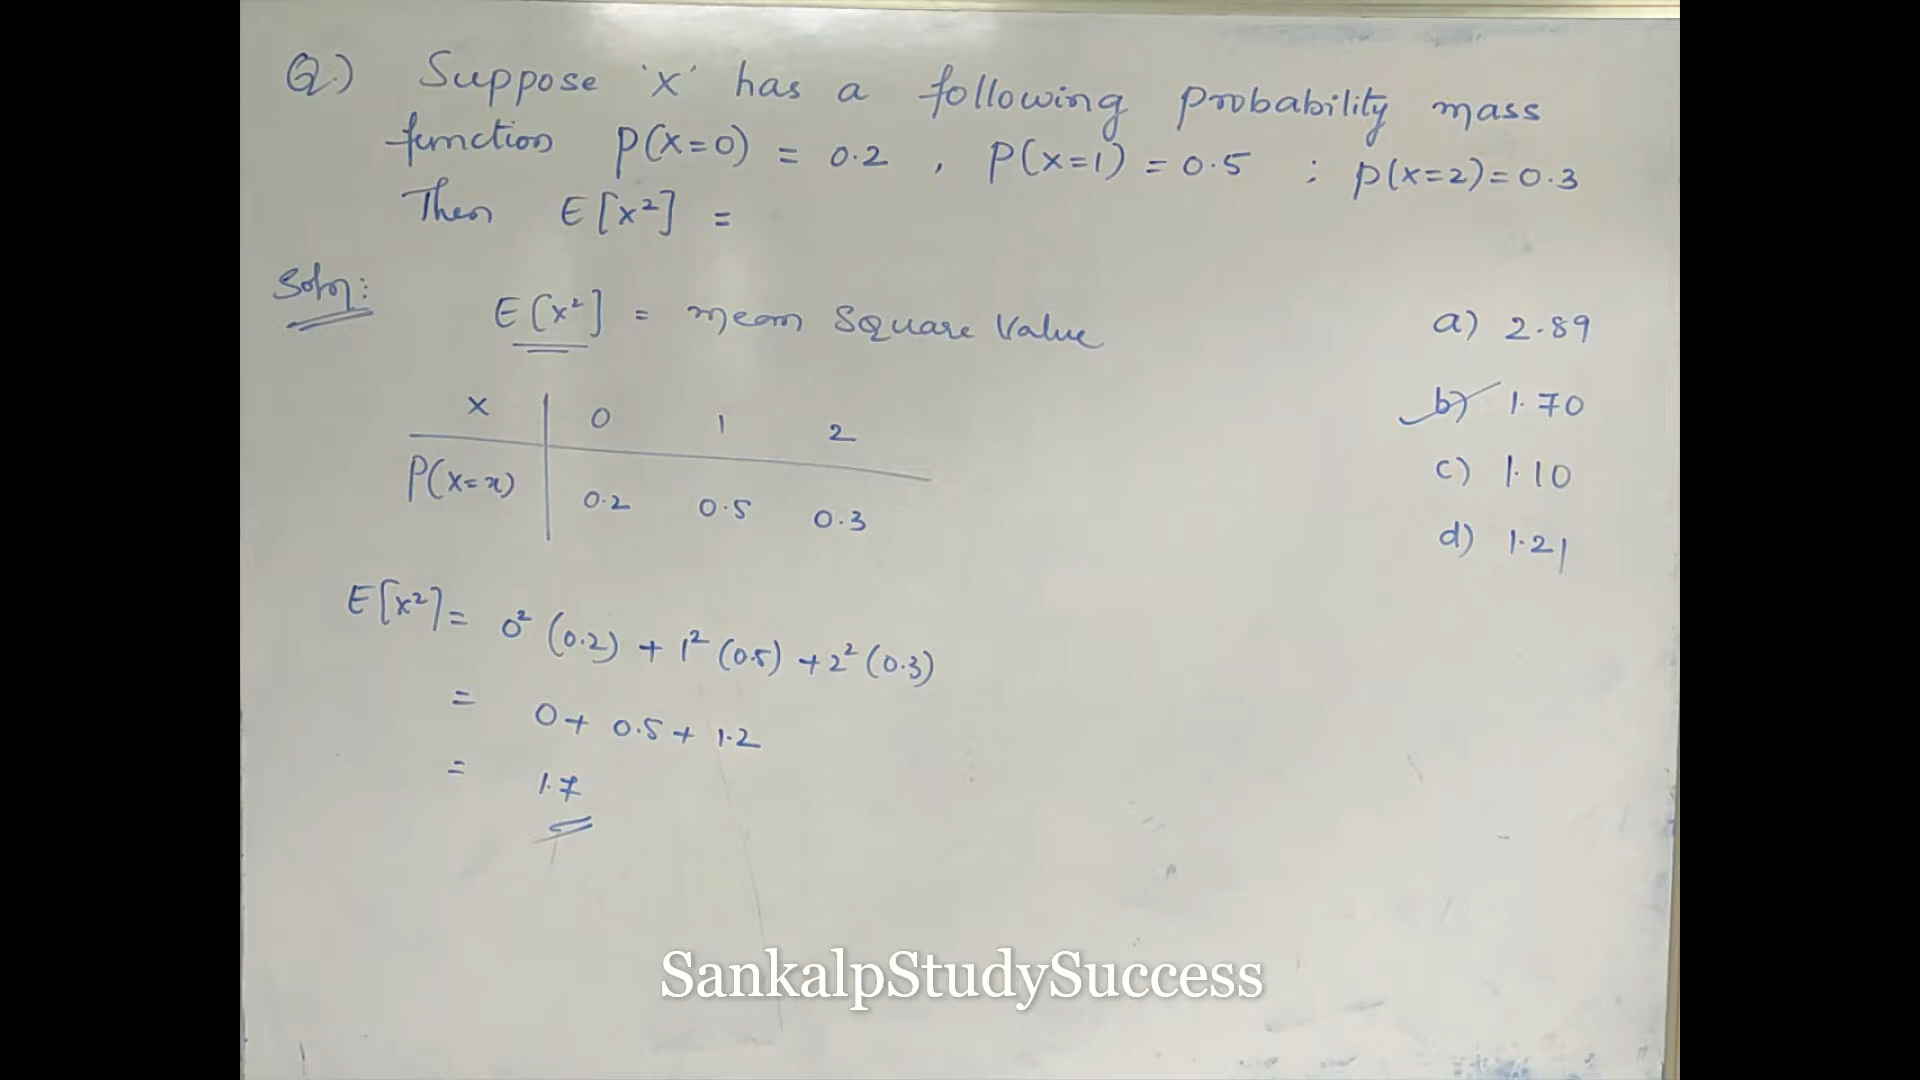 Q) Suppose 'x' has a following probability mass
function P(x=0) = 0.2 , P(x=1) = 0.5 ; P(x=2) = 0.3
Then E[x²] =
Soln:
E[x²] = mean Square Value
a) 2.89
b) 1.70
c) 1.10
d) 1.21
x 0 1 2
P(x=x) 0.2 0.5 0.3
E[x²] = 0² (0.2) + 1² (0.5) + 2² (0.3)
= 0 + 0.5 + 1.2
= 1.7
SankalpStudySuccess